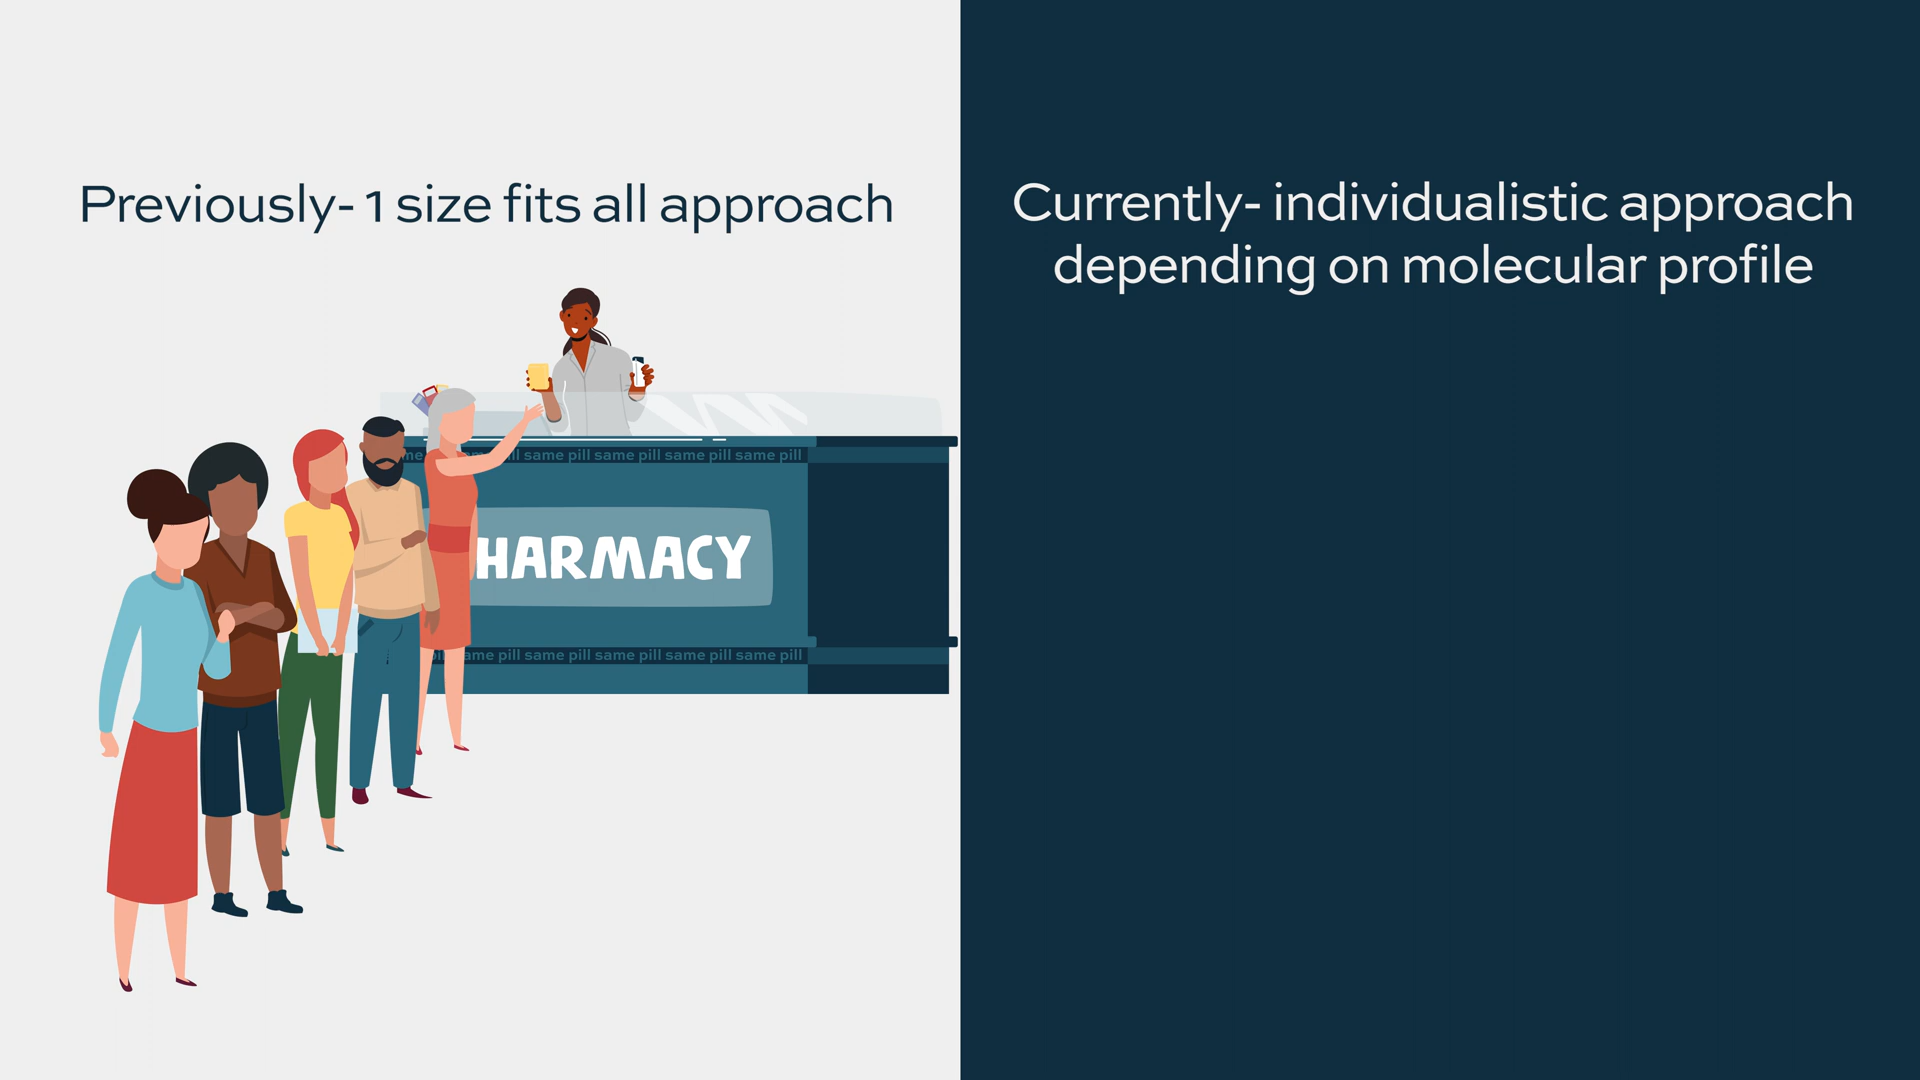 Previously- 1 size fits all approach
Currently- individualistic approach
depending on molecular profile
same pill same pill same pill same pill
HARMACY
same pill same pill same pill same pill